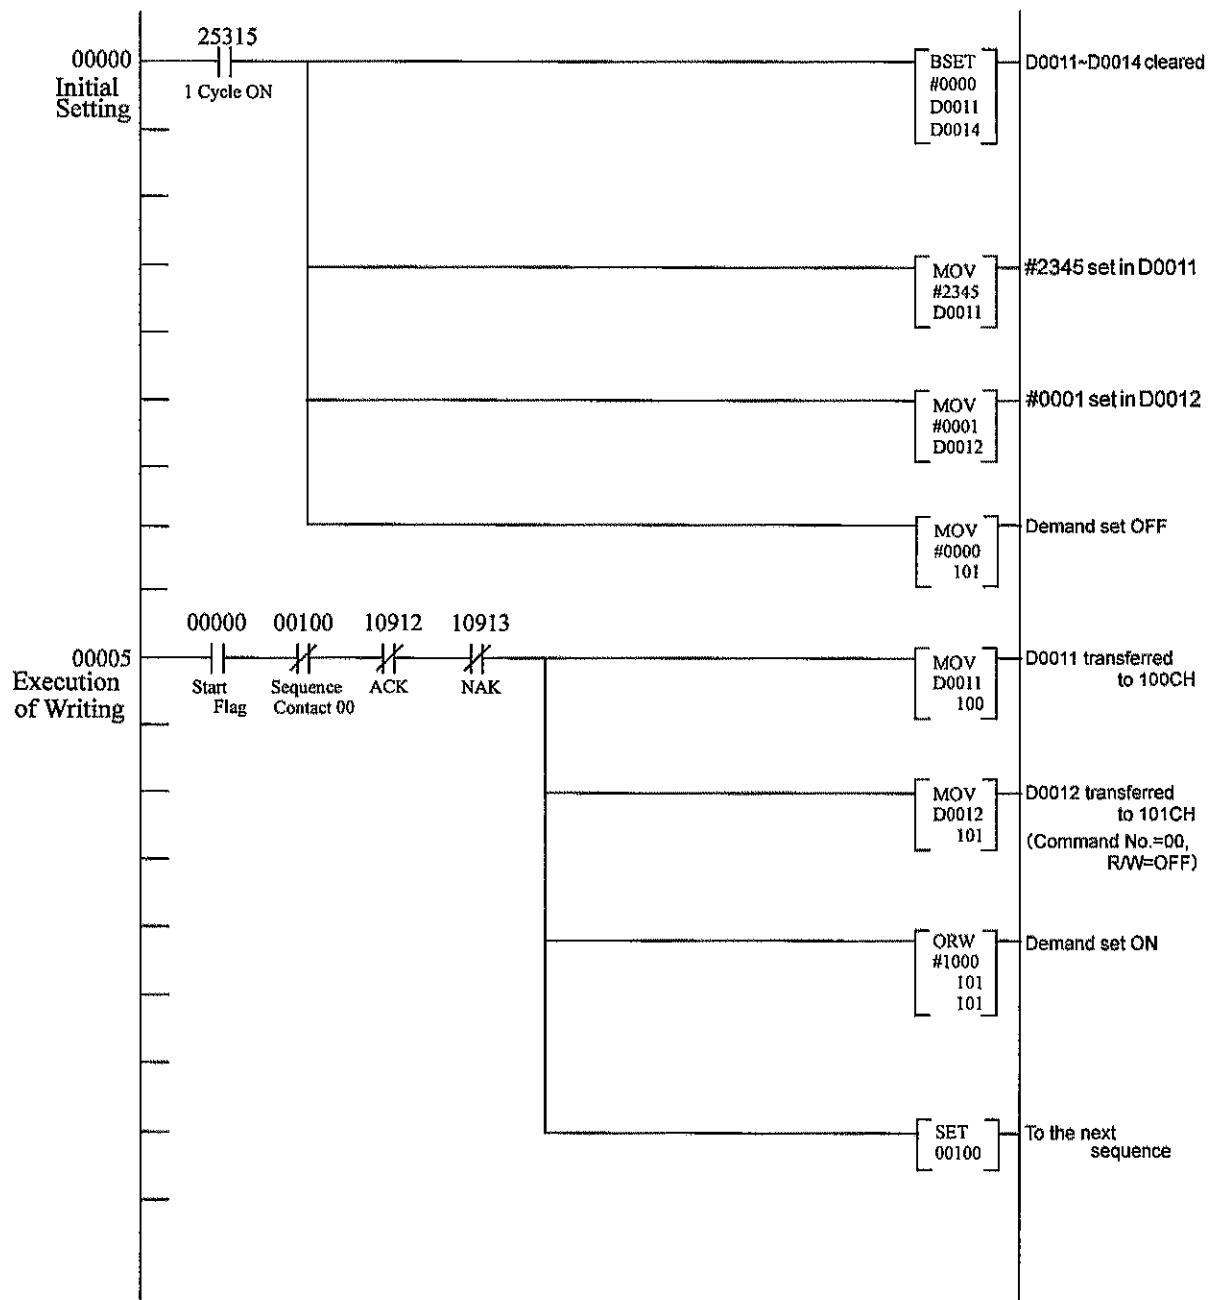 25315
00000
Initial
Setting
1 Cycle ON
BSET
#0000
D0011
D0014
D0011~D0014 cleared
MOV
#2345
D0011
#2345 set in D0011
MOV
#0001
D0012
#0001 set in D0012
MOV
#0000
101
Demand set OFF
00000 00100 10912 10913
00005
Execution
of Writing
Start
Flag
Sequence
Contact 00
ACK
NAK
MOV
D0011
100
D0011 transferred
to 100CH
MOV
D0012
101
D0012 transferred
to 101CH
(Command No.=00,
R/W=OFF)
ORW
#1000
101
101
Demand set ON
SET
00100
To the next
sequence